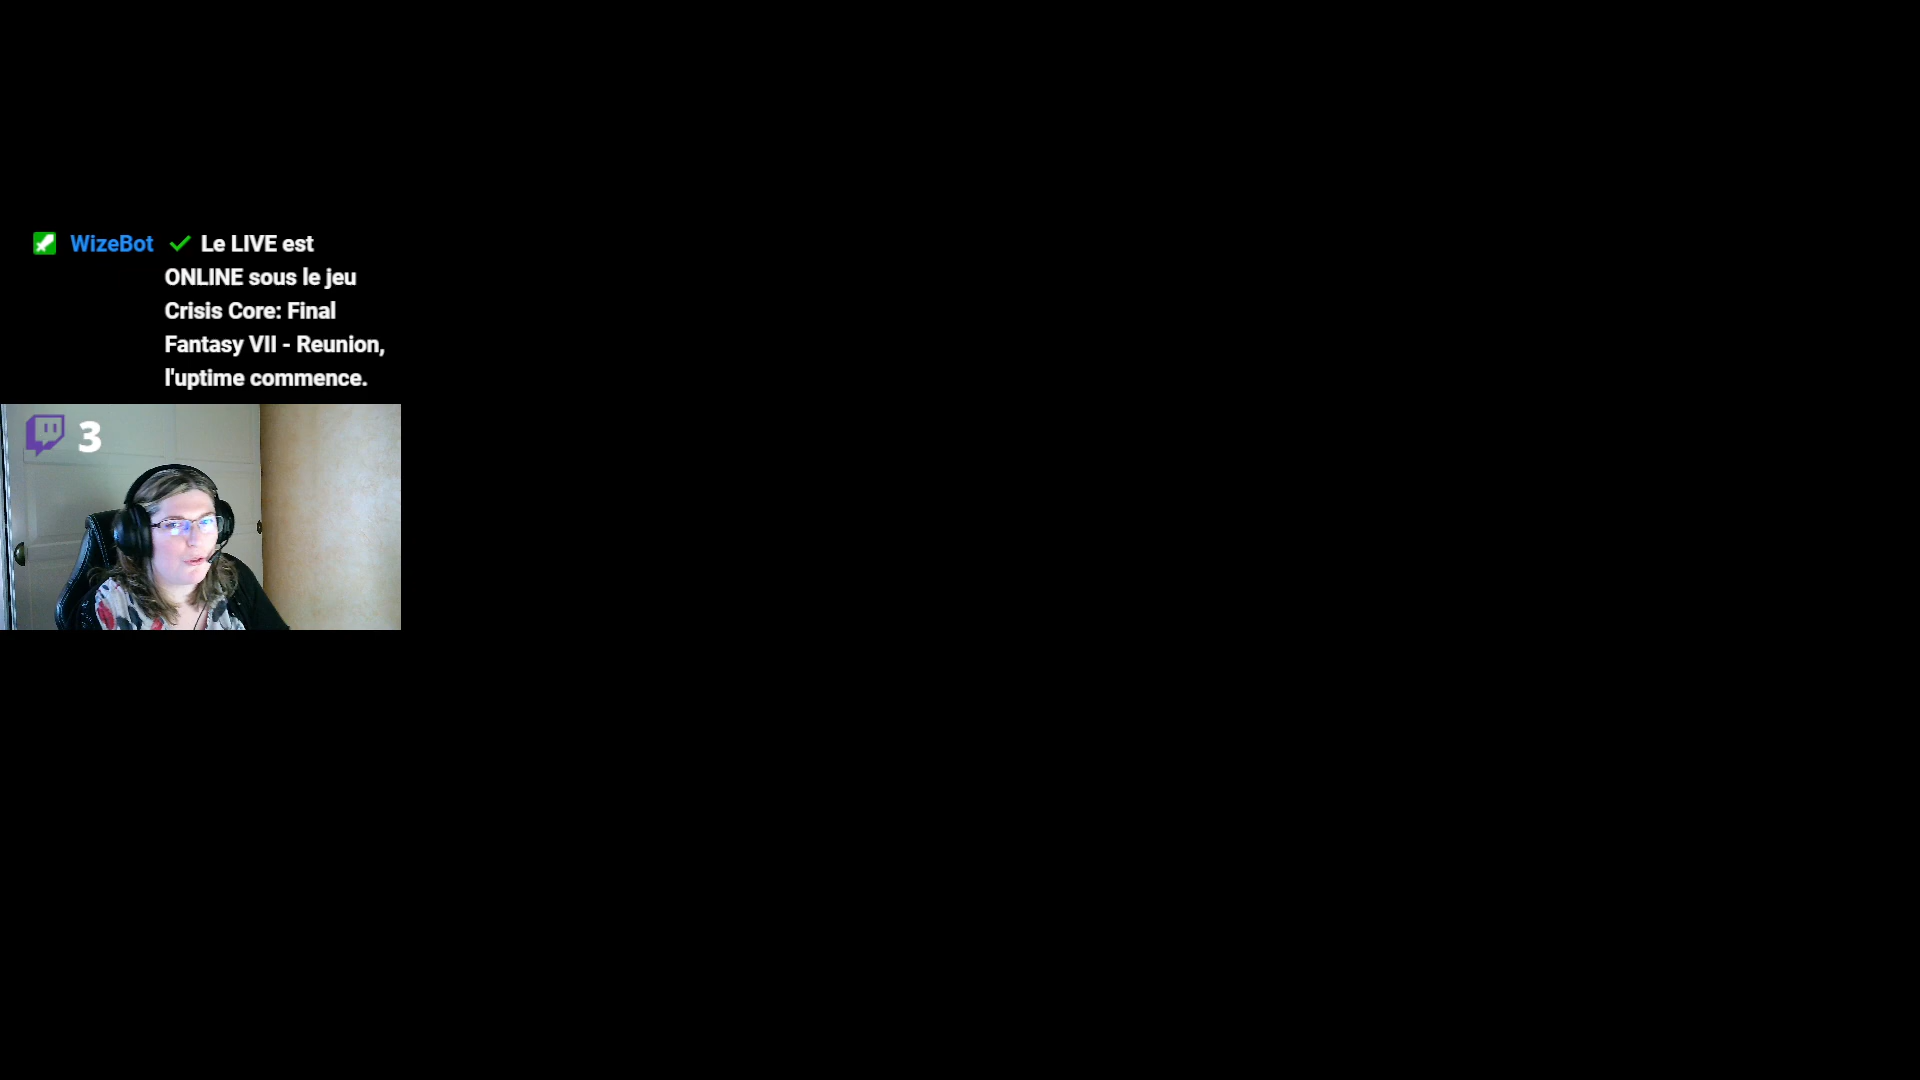 WizeBot Le LIVE est
ONLINE sous le jeu
Crisis Core: Final
Fantasy VII - Reunion,
l'uptime commence.
3